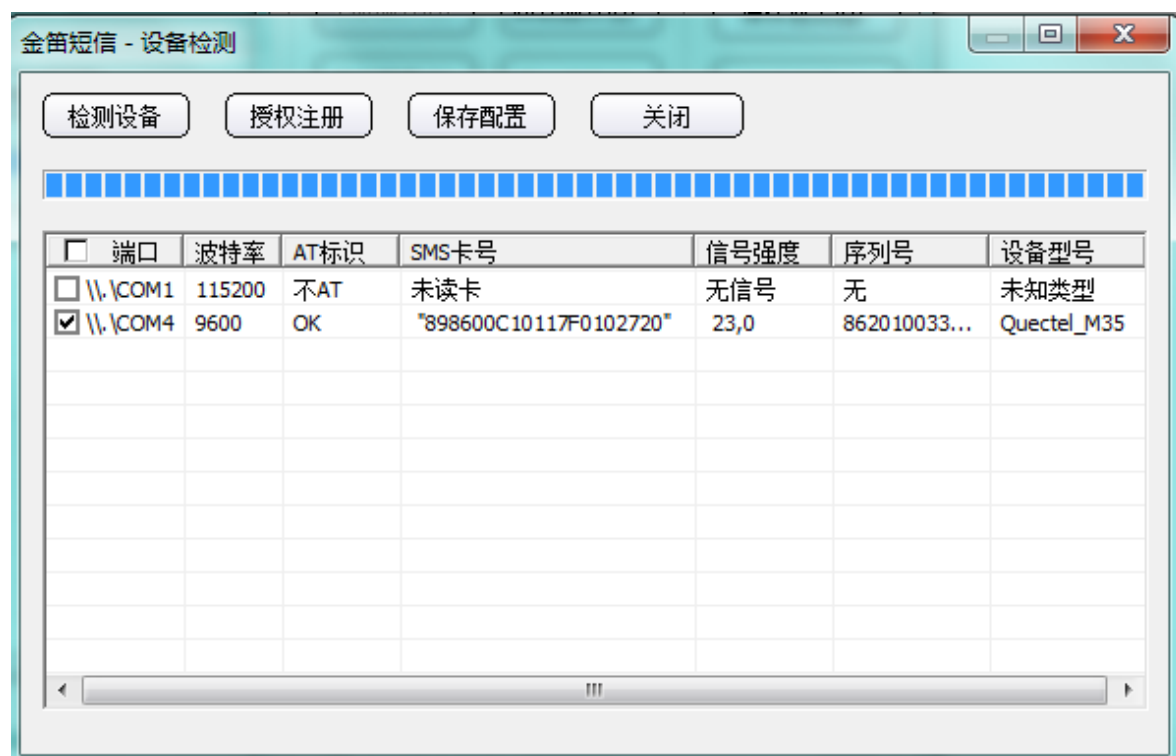 金笛短信 - 设备检测
检测设备 授权注册 保存配置 关闭
端口 波特率 AT标识 SMS卡号 信号强度 序列号 设备型号
\\.\COM1 115200 不AT 未读卡 无信号 无 未知类型
\\.\COM4 9600 OK "898600C10117F0102720" 23,0 862010033... Quectel_M35